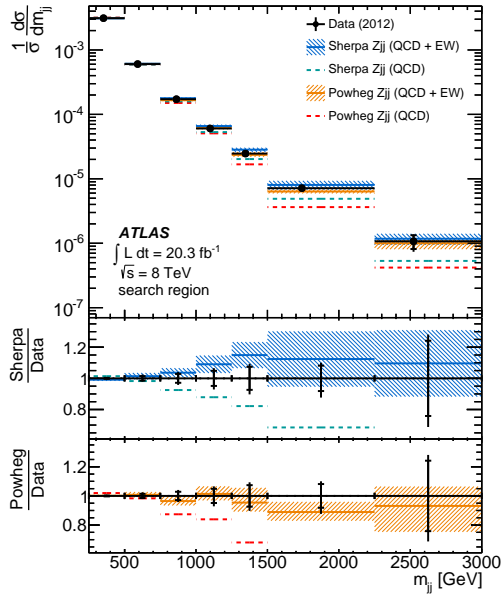 1/σ dσ/dm_jj
10⁻³
10⁻⁴
10⁻⁵
10⁻⁶
10⁻⁷
Data (2012)
Sherpa Zjj (QCD + EW)
Sherpa Zjj (QCD)
Powheg Zjj (QCD + EW)
Powheg Zjj (QCD)
ATLAS
∫ L dt = 20.3 fb⁻¹
√s = 8 TeV
search region
Sherpa
Data
1.2
1
0.8
Powheg
Data
1.2
1
0.8
500 1000 1500 2000 2500 3000
m_jj [GeV]